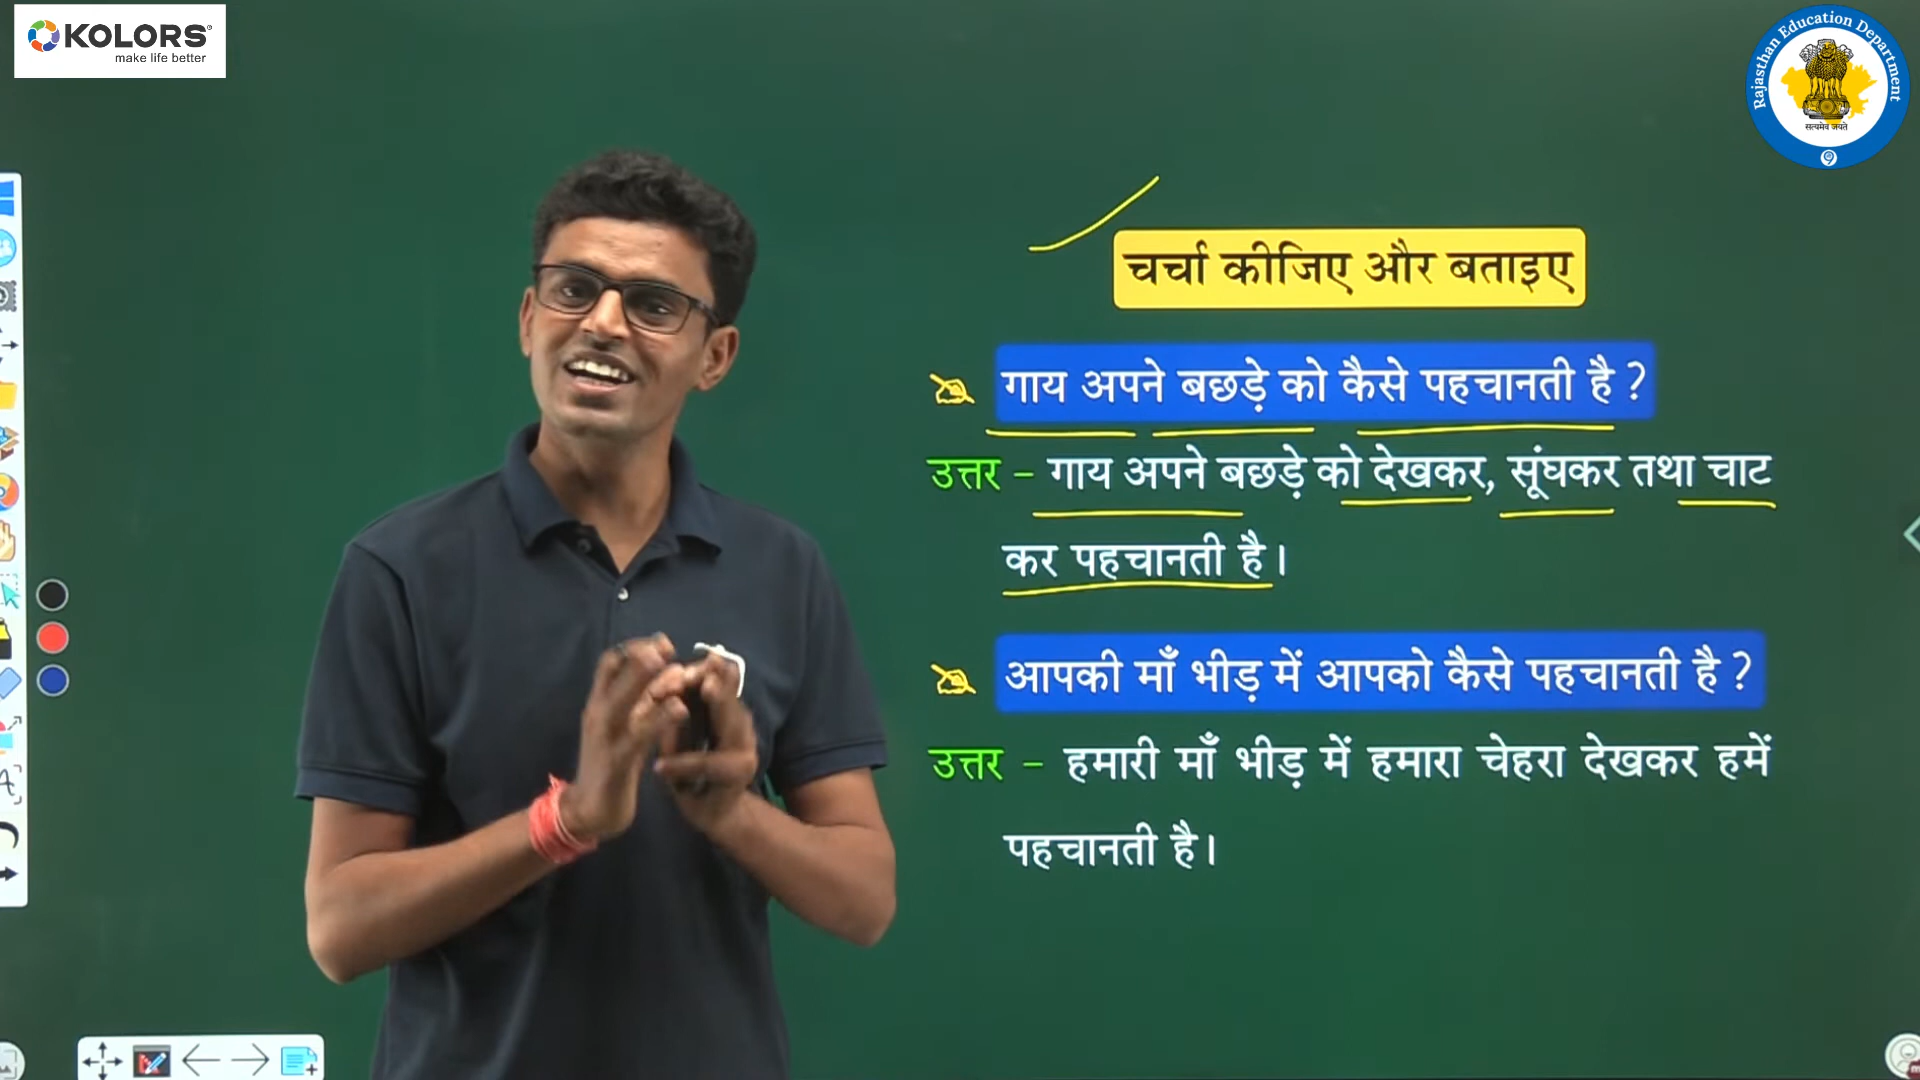 KOLORS
make life better
Rajasthan Education Department
सत्यमेव जयते
चर्चा कीजिए और बताइए
गाय अपने बछड़े को कैसे पहचानती है ?
उत्तर – गाय अपने बछड़े को देखकर, सूंघकर तथा चाट
कर पहचानती है।
आपकी माँ भीड़ में आपको कैसे पहचानती है ?
उत्तर – हमारी माँ भीड़ में हमारा चेहरा देखकर हमें
पहचानती है।